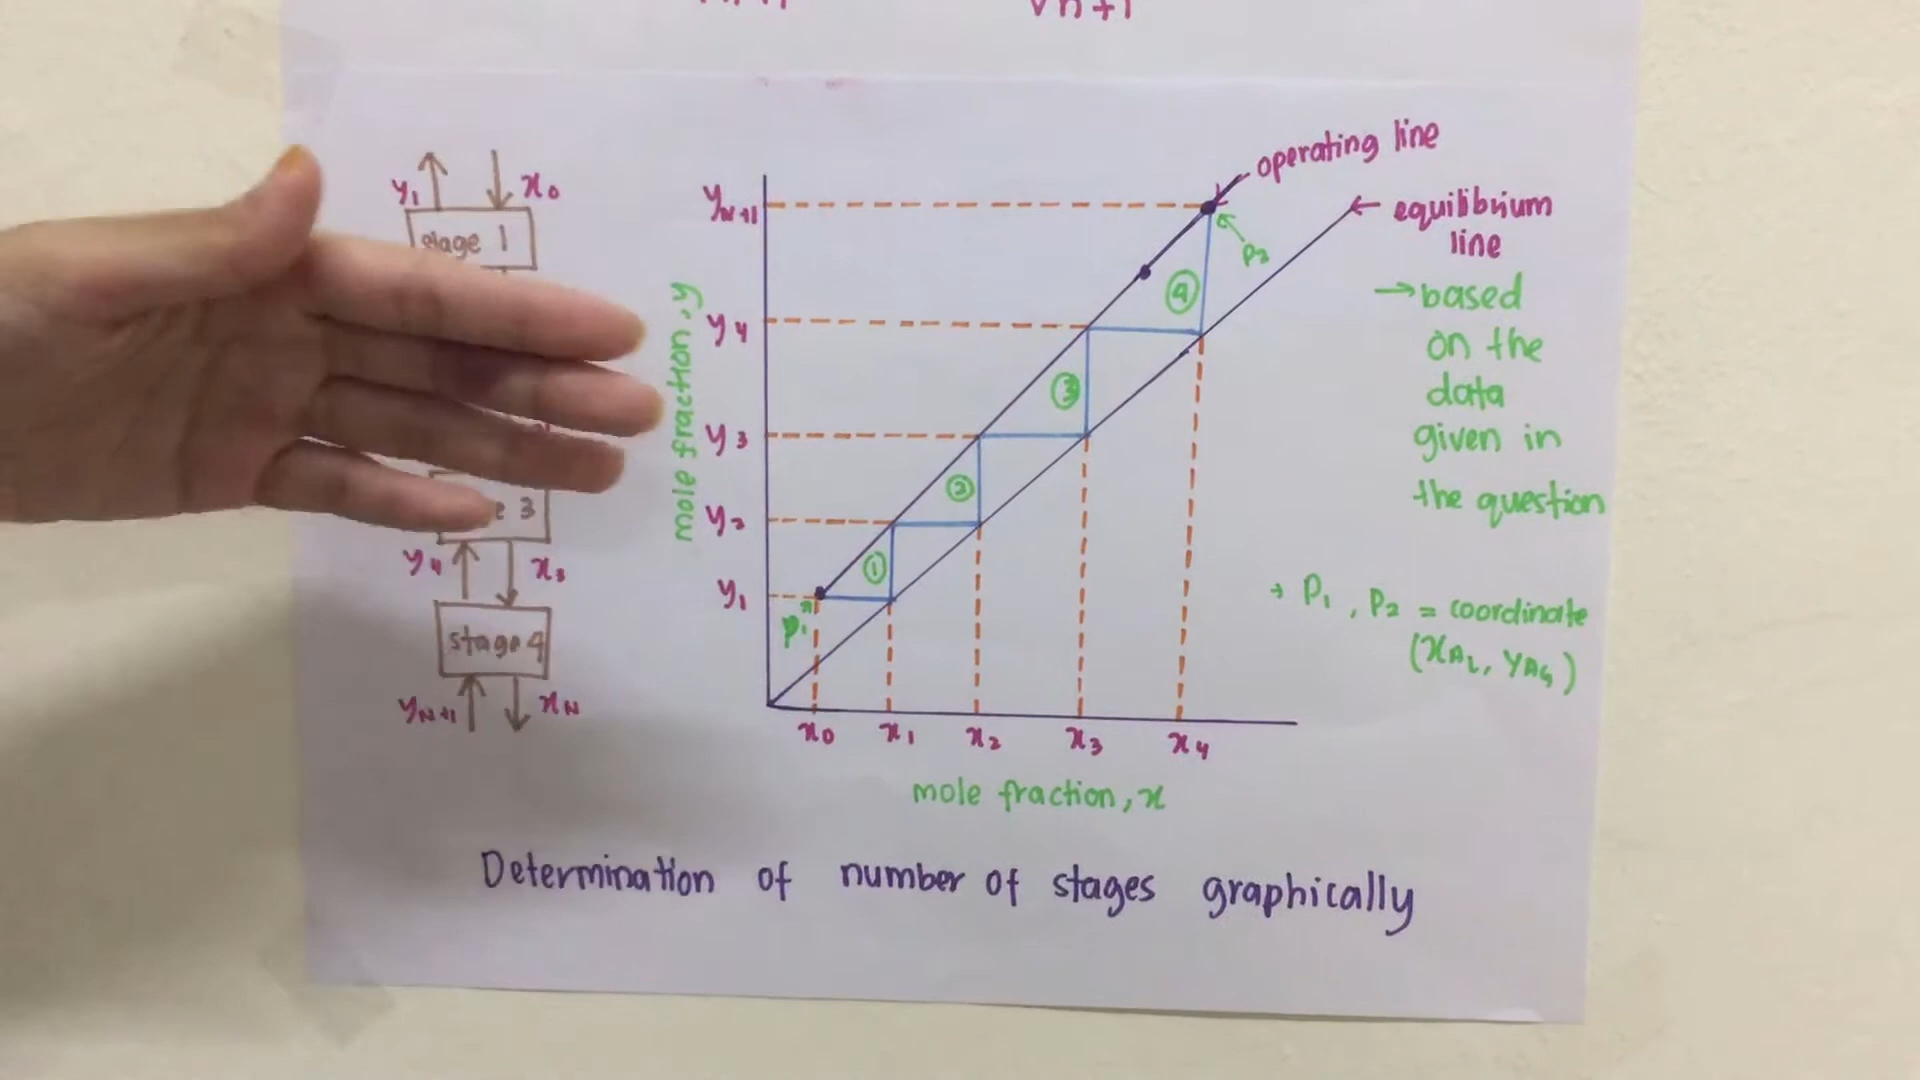 n+1
y1
x0
stage 1
e 3
y4
x3
stage 4
yN+1
xN
mole fraction, y
yN+1
y4
y3
y2
y1
P1
P2
①
②
③
④
operating line
equilibrium
line
→ based
on the
data
given in
the question
→ P1, P2 = coordinate
(xAL, yAG)
x0 x1 x2 x3 x4
mole fraction, x
Determination of number of stages graphically